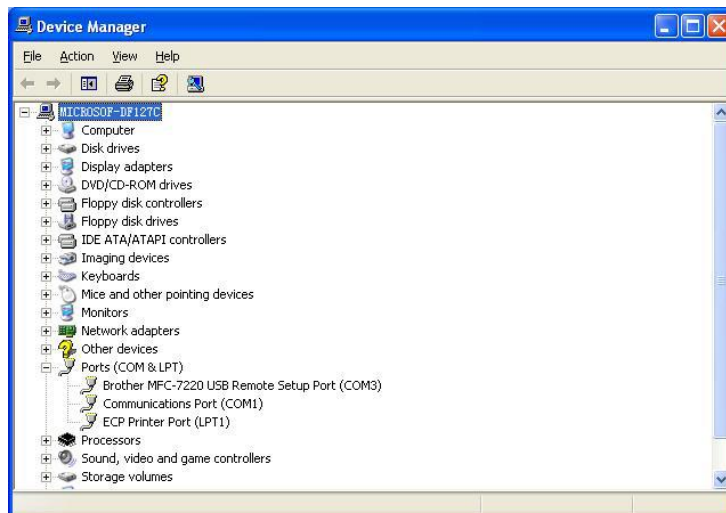 Device Manager
File Action View Help
MICROSOF-DF127C
Computer
Disk drives
Display adapters
DVD/CD-ROM drives
Floppy disk controllers
Floppy disk drives
IDE ATA/ATAPI controllers
Imaging devices
Keyboards
Mice and other pointing devices
Monitors
Network adapters
Other devices
Ports (COM & LPT)
Brother MFC-7220 USB Remote Setup Port (COM3)
Communications Port (COM1)
ECP Printer Port (LPT1)
Processors
Sound, video and game controllers
Storage volumes